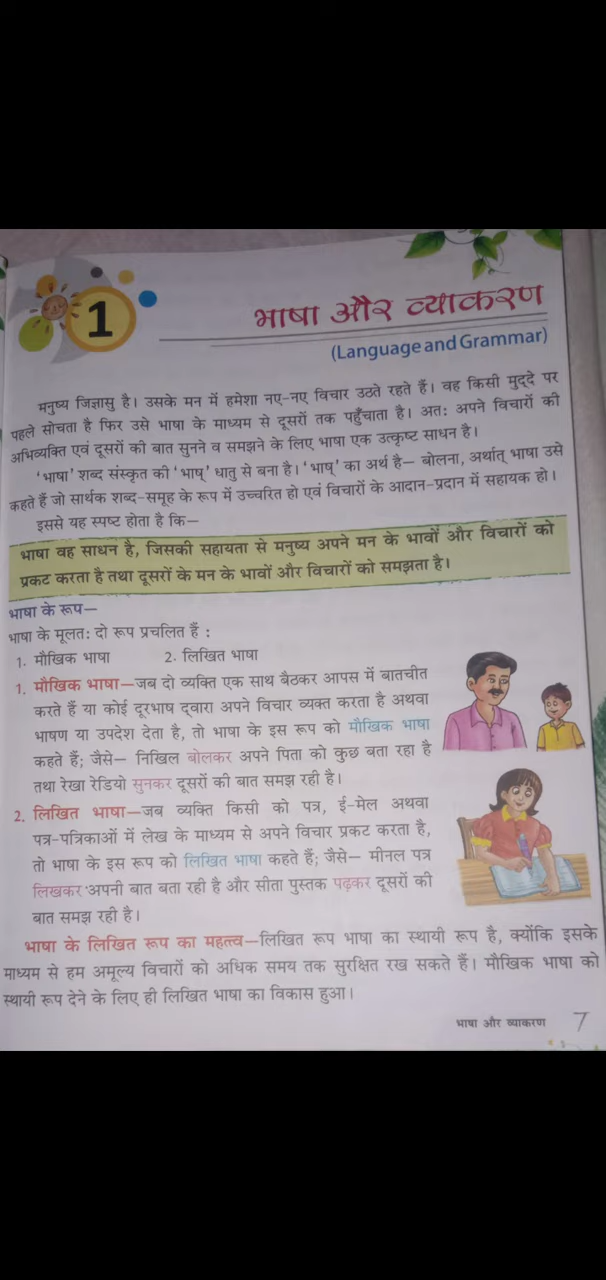 1
भाषा और व्याकरण
(Language and Grammar)
मनुष्य जिज्ञासु है। उसके मन में हमेशा नए-नए विचार उठते रहते हैं। वह किसी मुद्दे पर
पहले सोचता है फिर उसे भाषा के माध्यम से दूसरों तक पहुँचाता है। अतः अपने विचारों की
अभिव्यक्ति एवं दूसरों की बात सुनने व समझने के लिए भाषा एक उत्कृष्ट साधन है।
'भाषा' शब्द संस्कृत की 'भाष्' धातु से बना है। 'भाष्' का अर्थ है— बोलना, अर्थात् भाषा उसे
कहते हैं जो सार्थक शब्द-समूह के रूप में उच्चरित हो एवं विचारों के आदान-प्रदान में सहायक हो।
इससे यह स्पष्ट होता है कि—
भाषा वह साधन है, जिसकी सहायता से मनुष्य अपने मन के भावों और विचारों को
प्रकट करता है तथा दूसरों के मन के भावों और विचारों को समझता है।
भाषा के रूप—
भाषा के मूलतः दो रूप प्रचलित हैं :
1. मौखिक भाषा 2. लिखित भाषा
1. मौखिक भाषा—जब दो व्यक्ति एक साथ बैठकर आपस में बातचीत
करते हैं या कोई दूरभाष द्वारा अपने विचार व्यक्त करता है अथवा
भाषण या उपदेश देता है, तो भाषा के इस रूप को मौखिक भाषा
कहते हैं; जैसे— निखिल बोलकर अपने पिता को कुछ बता रहा है
तथा रेखा रेडियो सुनकर दूसरों की बात समझ रही है।
2. लिखित भाषा—जब व्यक्ति किसी को पत्र, ई-मेल अथवा
पत्र-पत्रिकाओं में लेख के माध्यम से अपने विचार प्रकट करता है,
तो भाषा के इस रूप को लिखित भाषा कहते हैं; जैसे— मीनल पत्र
लिखकर अपनी बात बता रही है और सीता पुस्तक पढ़कर दूसरों की
बात समझ रही है।
भाषा के लिखित रूप का महत्व—लिखित रूप भाषा का स्थायी रूप है, क्योंकि इसके
माध्यम से हम अमूल्य विचारों को अधिक समय तक सुरक्षित रख सकते हैं। मौखिक भाषा को
स्थायी रूप देने के लिए ही लिखित भाषा का विकास हुआ।
भाषा और व्याकरण 7